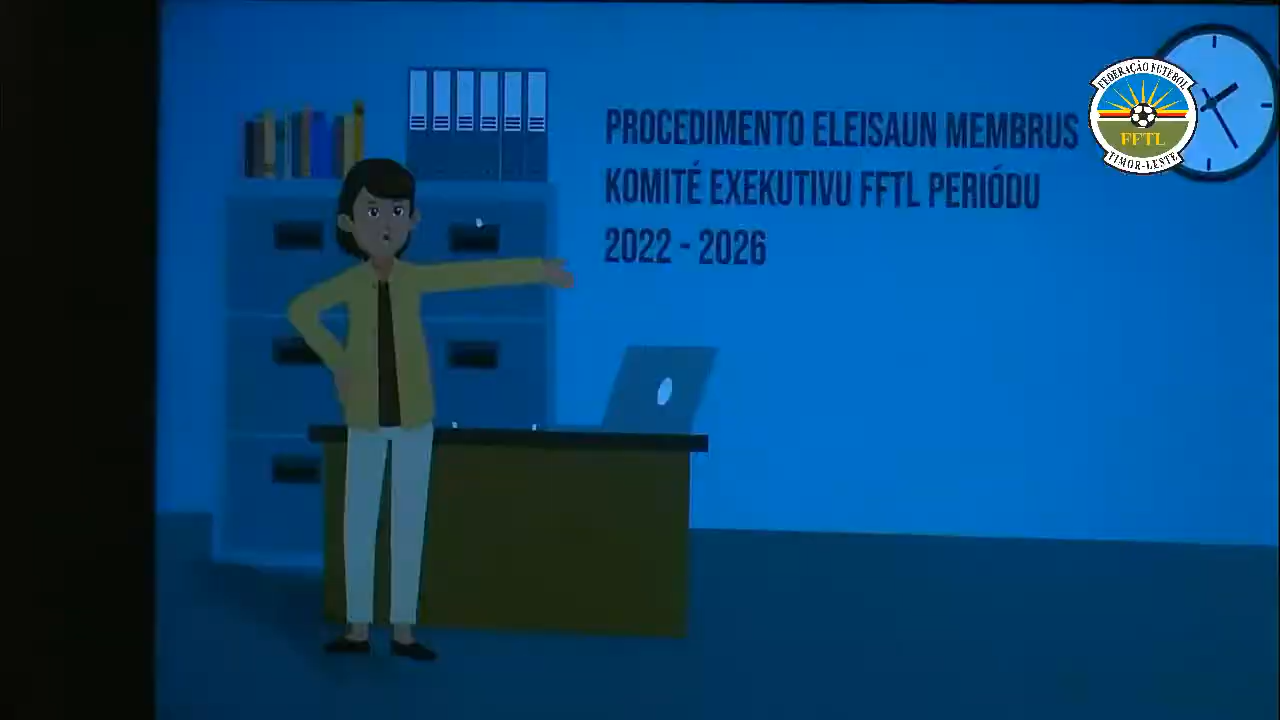 PROCEDIMENTO ELEISAUN MEMBRUS
KOMITÉ EXEKUTIVU FFTL PERIÓDU
2022 - 2026
FEDERAÇÃO FUTEBOL
FFTL
TIMOR-LESTE